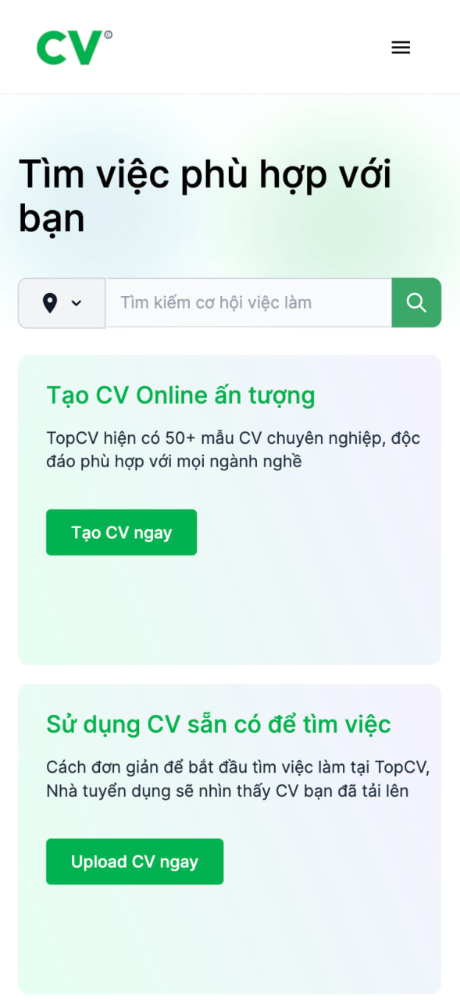 CV©
Tìm việc phù hợp với
bạn
Tìm kiếm cơ hội việc làm
Tạo CV Online ấn tượng
TopCV hiện có 50+ mẫu CV chuyên nghiệp, độc
đáo phù hợp với mọi ngành nghề
Tạo CV ngay
Sử dụng CV sẵn có để tìm việc
Cách đơn giản để bắt đầu tìm việc làm tại TopCV,
Nhà tuyển dụng sẽ nhìn thấy CV bạn đã tải lên
Upload CV ngay